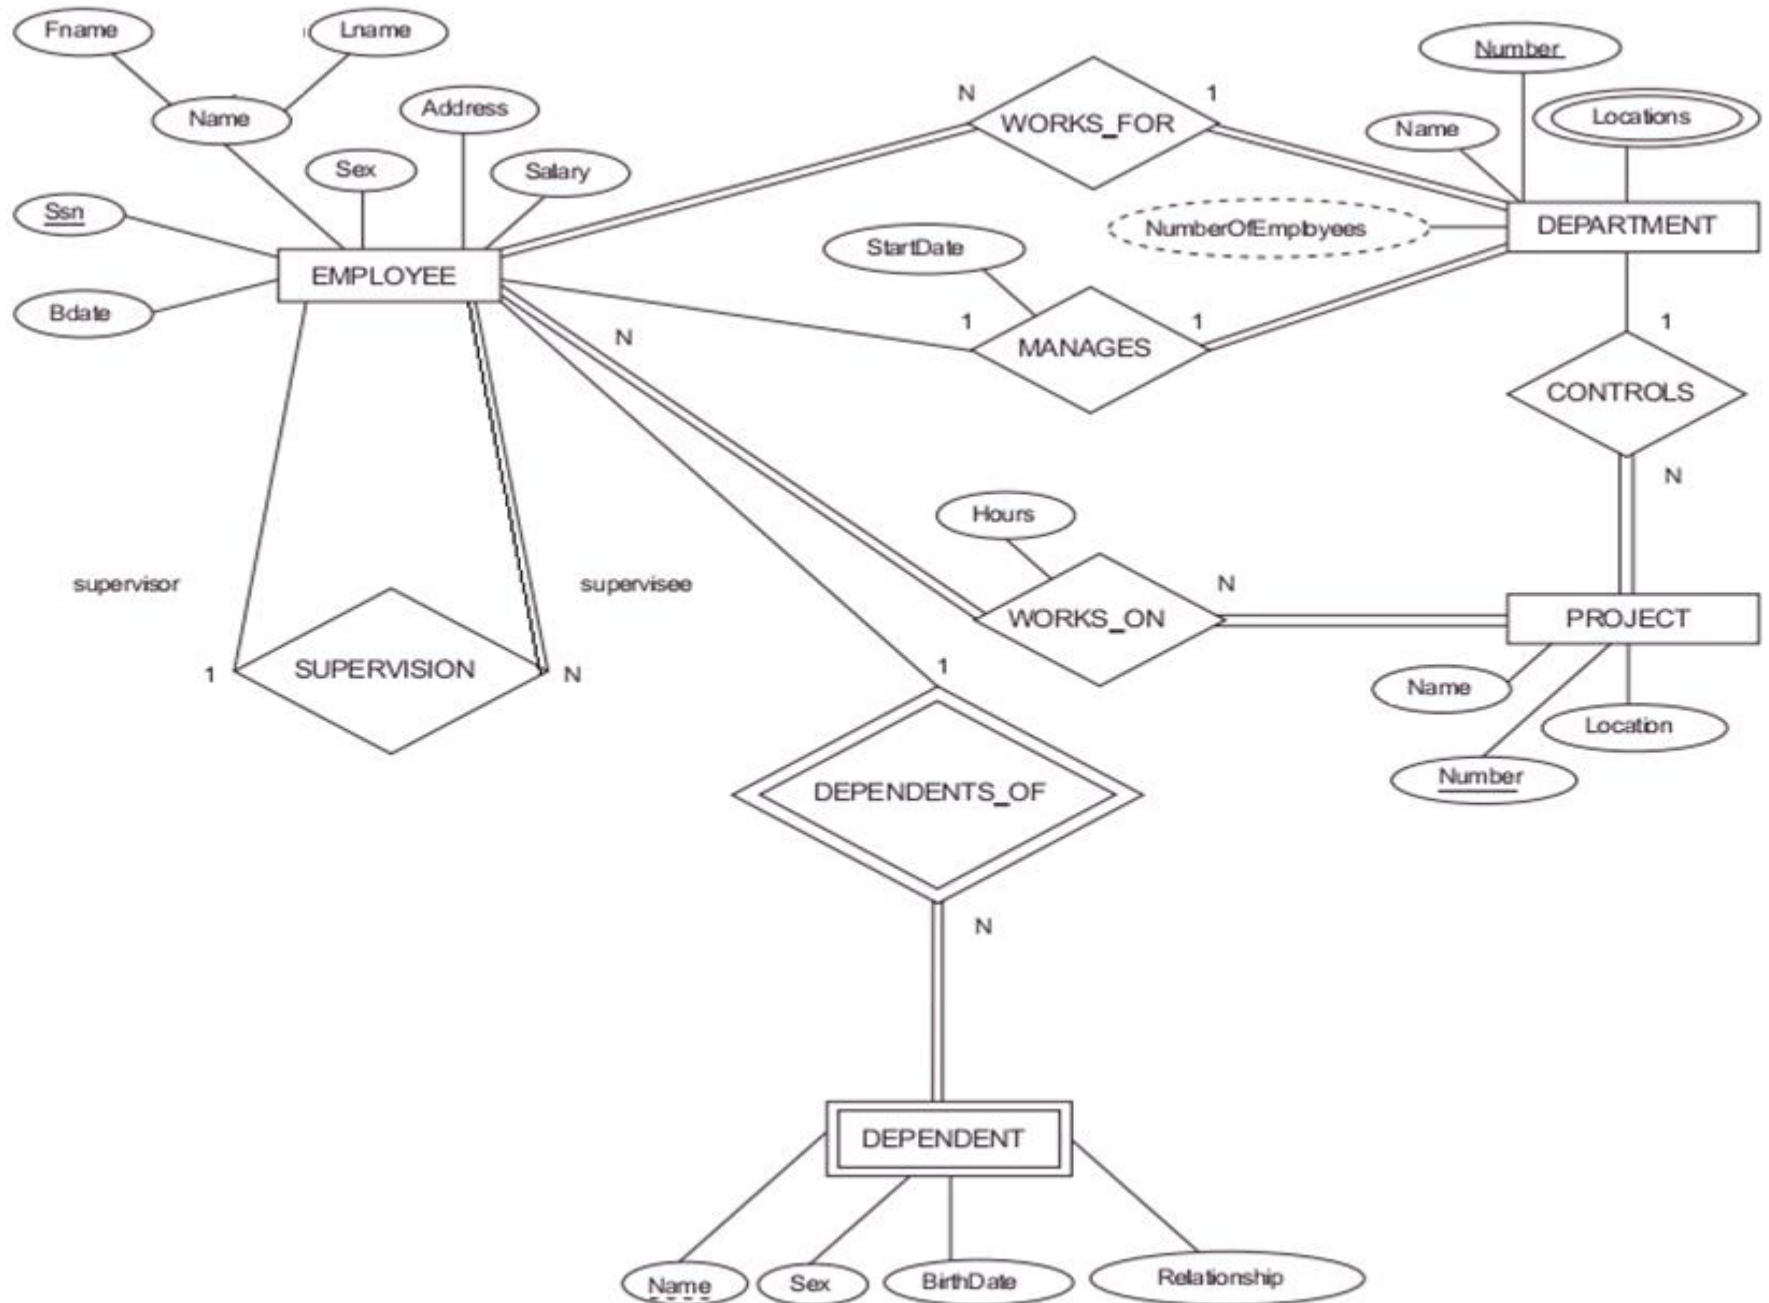 Fname
Lname
Number
Name
Address
N
1
WORKS_FOR
Name
Locations
Sex
Salary
Ssn
NumberOfEmployees
DEPARTMENT
StartDate
EMPLOYEE
Bdate
N
1
MANAGES
1
1
CONTROLS
N
Hours
supervisor
supervisee
N
WORKS_ON
PROJECT
1
SUPERVISION
N
1
Name
Location
Number
DEPENDENTS_OF
N
DEPENDENT
Name
Sex
BirthDate
Relationship